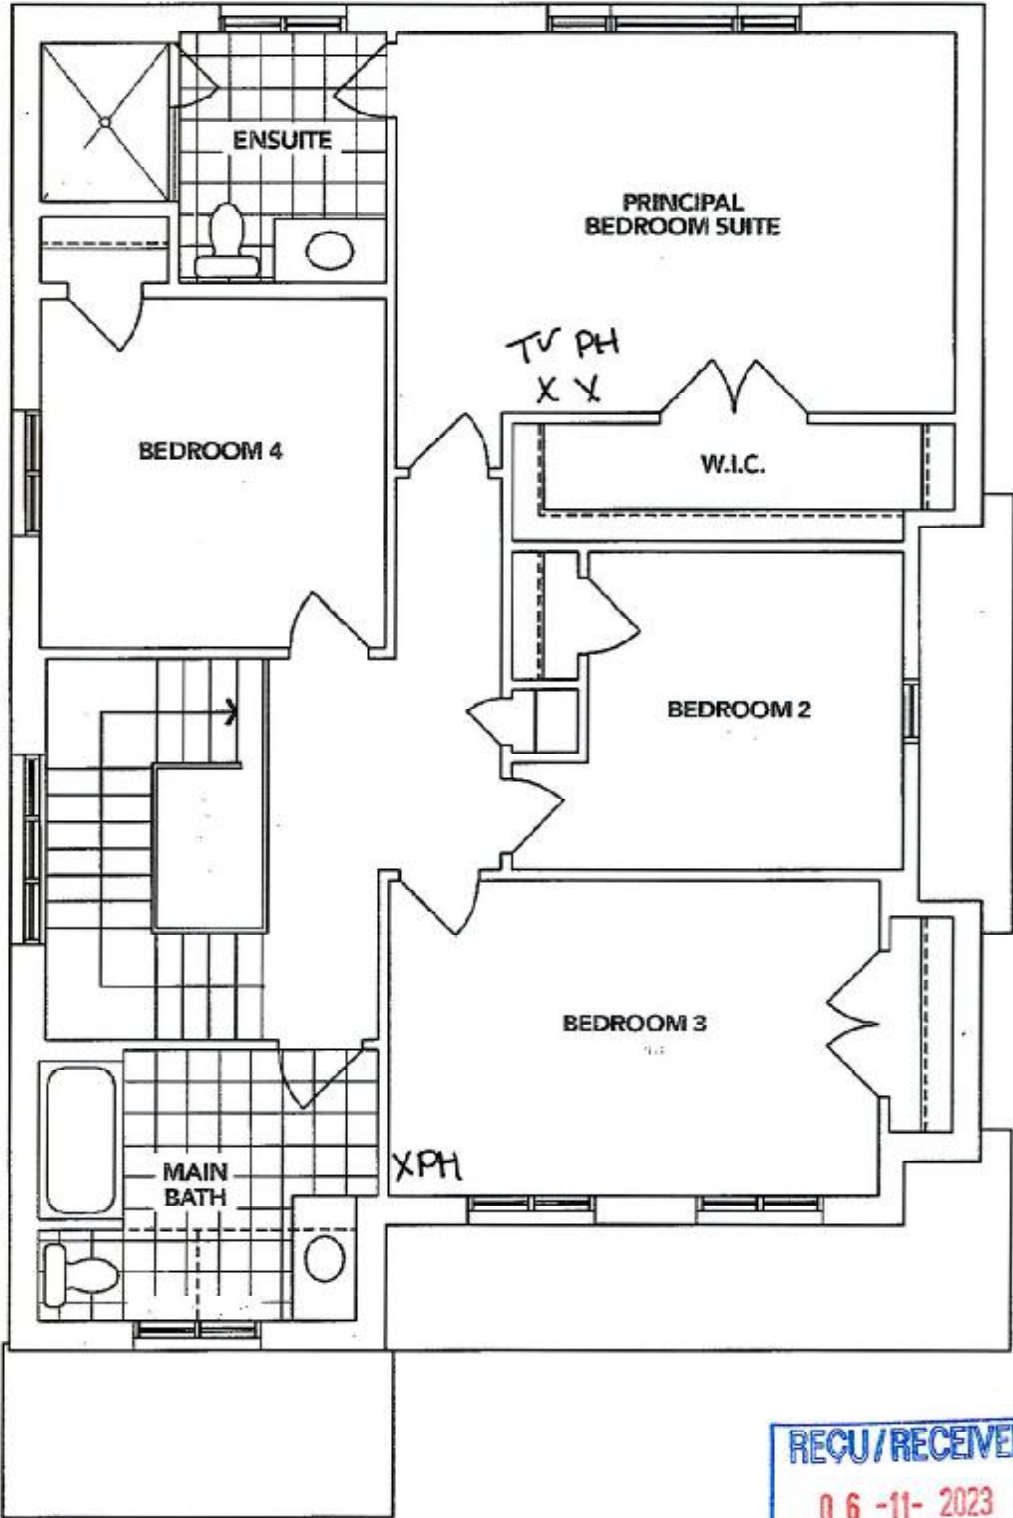 ENSUITE
PRINCIPAL
BEDROOM SUITE
TV PH
X X
BEDROOM 4
W.I.C.
BEDROOM 2
BEDROOM 3
XPH
MAIN
BATH
REÇU/RECEIVE
06 -11- 2023